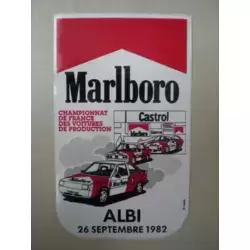 Marlboro
CHAMPIONNAT
DE FRANCE
DES VOITURES
DE PRODUCTION
Castrol
ALBI
26 SEPTEMBRE 1982